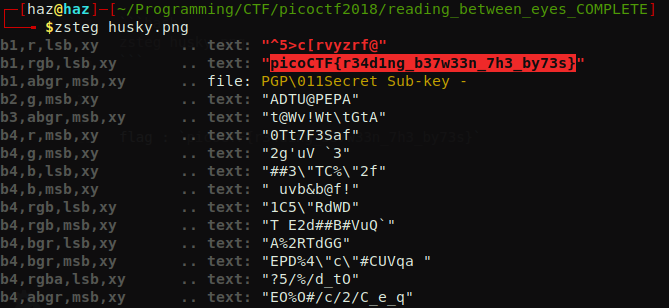 [haz@haz]-[~/Programming/CTF/picoctf2018/reading_between_eyes_COMPLETE]
$zsteg husky.png
b1,r,lsb,xy .. text: "^5>c[rvyzrf@"
b1,rgb,lsb,xy .. text: "picoCTF{r34d1ng_b37w33n_7h3_by73s}"
b1,abgr,msb,xy .. file: PGP\011Secret Sub-key -
b2,g,msb,xy .. text: "ADTU@PEPA"
b3,abgr,msb,xy .. text: "t@Wv!Wt\tGtA"
b4,r,msb,xy .. text: "0Tt7F3Saf"
b4,g,msb,xy .. text: "2g'uV `3"
b4,b,lsb,xy .. text: "##3\"TC%\"2f"
b4,b,msb,xy .. text: " uvb&b@f!"
b4,rgb,lsb,xy .. text: "1C5\"RdWD"
b4,rgb,msb,xy .. text: "T E2d##B#VuQ`"
b4,bgr,lsb,xy .. text: "A%2RTdGG"
b4,bgr,msb,xy .. text: "EPD%4\"c\"#CUVqa "
b4,rgba,lsb,xy .. text: "?5/%/d_tO"
b4,abgr,msb,xy .. text: "EO%O#/c/2/C_e_q"